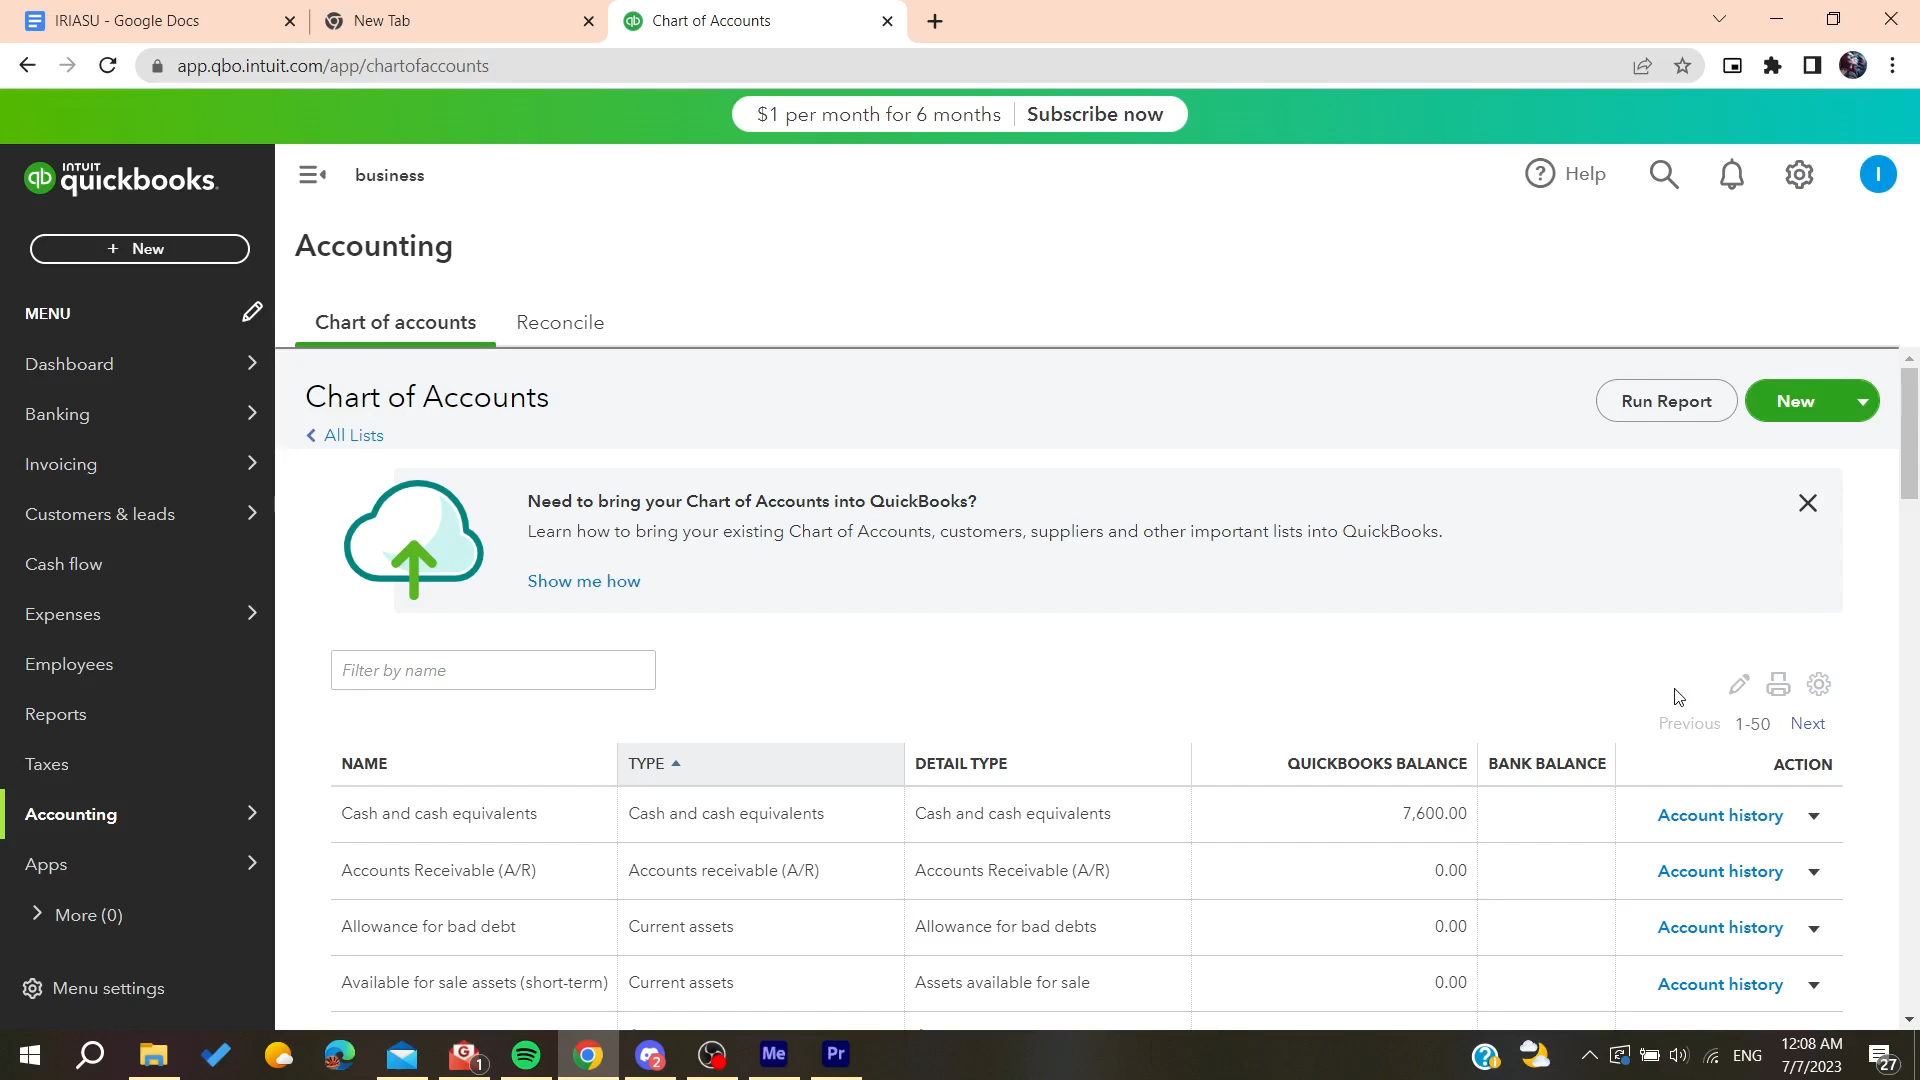 IRIASU - Google Docs
New Tab
Chart of Accounts
app.qbo.intuit.com/app/chartofaccounts
$1 per month for 6 months
Subscribe now
qb INTUIT quickbooks.
business
Help
I
+ New
Accounting
MENU
Chart of accounts
Reconcile
Dashboard
Banking
Invoicing
Customers & leads
Cash flow
Expenses
Employees
Reports
Taxes
Accounting
Apps
More (0)
Menu settings
Chart of Accounts
All Lists
Run Report
New
Need to bring your Chart of Accounts into QuickBooks?
Learn how to bring your existing Chart of Accounts, customers, suppliers and other important lists into QuickBooks.
Show me how
Filter by name
Previous 1-50 Next
NAME TYPE DETAIL TYPE QUICKBOOKS BALANCE BANK BALANCE ACTION
Cash and cash equivalents Cash and cash equivalents Cash and cash equivalents 7,600.00 Account history
Accounts Receivable (A/R) Accounts receivable (A/R) Accounts Receivable (A/R) 0.00 Account history
Allowance for bad debt Current assets Allowance for bad debts 0.00 Account history
Available for sale assets (short-term) Current assets Assets available for sale 0.00 Account history
1
2
Me
Pr
ENG
12:08 AM
7/7/2023
27